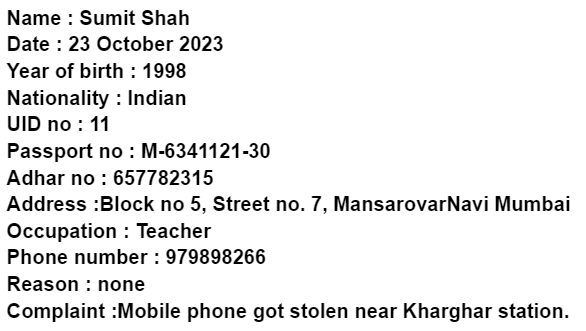 Name : Sumit Shah
Date : 23 October 2023
Year of birth : 1998
Nationality : Indian
UID no : 11
Passport no : M-6341121-30
Adhar no : 657782315
Address :Block no 5, Street no. 7, MansarovarNavi Mumbai
Occupation : Teacher
Phone number : 979898266
Reason : none
Complaint :Mobile phone got stolen near Kharghar station.